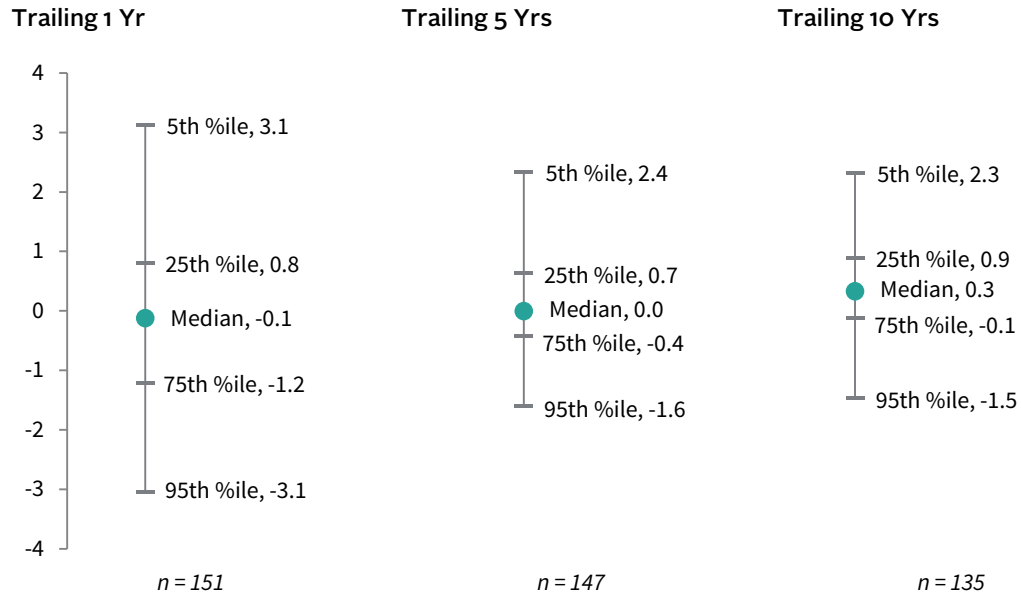 Trailing 1 Yr
Trailing 5 Yrs
Trailing 10 Yrs
4
3
2
1
0
-1
-2
-3
-4
5th %ile, 3.1
25th %ile, 0.8
Median, -0.1
75th %ile, -1.2
95th %ile, -3.1
n = 151
5th %ile, 2.4
25th %ile, 0.7
Median, 0.0
75th %ile, -0.4
95th %ile, -1.6
n = 147
5th %ile, 2.3
25th %ile, 0.9
Median, 0.3
75th %ile, -0.1
95th %ile, -1.5
n = 135